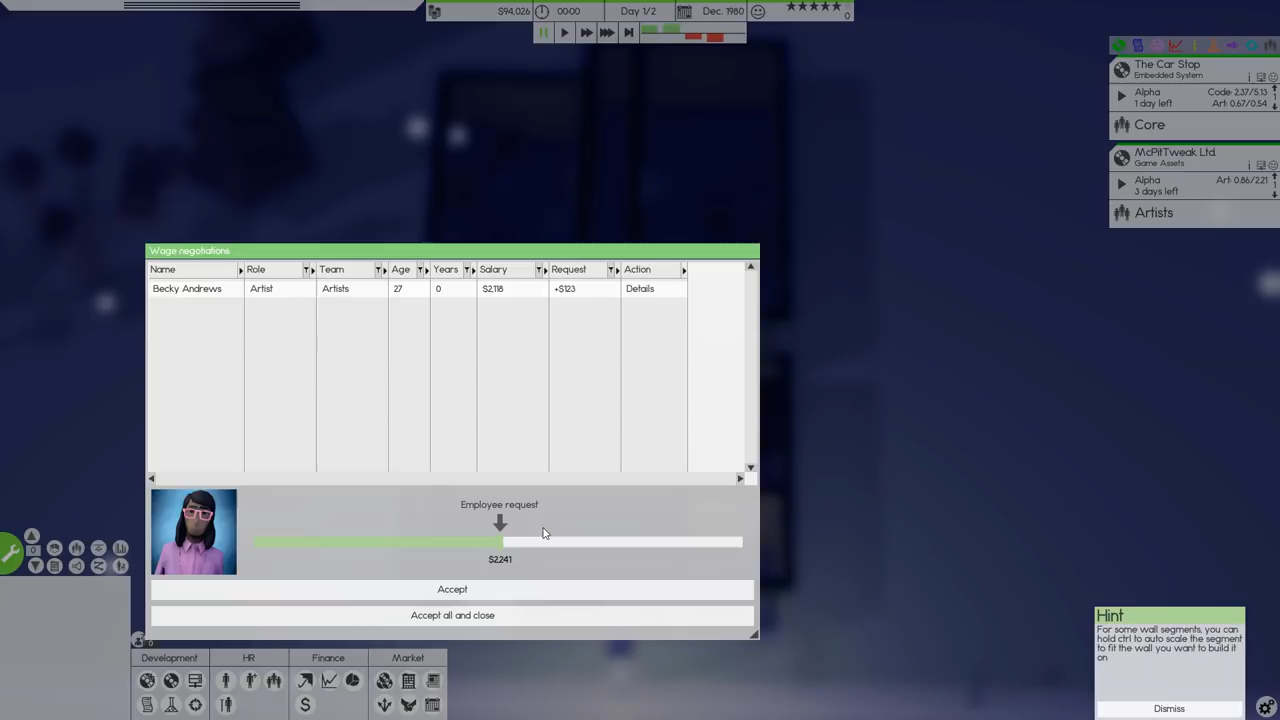 $94,026 00:00 Day 1/2 Dec. 1980 0
The Car Stop
Embedded System
Alpha Code: 2.37/5.13
1 day left Art: 0.67/0.54
1
Core
McPitTweak Ltd.
Game Assets
Alpha Art: 0.86/2.21
3 days left
1
Artists
Wage negotiations
Name Role Team Age Years Salary Request Action
Becky Andrews Artist Artists 27 0 $2,118 +$123 Details
Employee request
$2,241
Accept
Accept all and close
0
0
Development HR Finance Market
Hint
For some wall segments, you can
hold ctrl to auto scale the segment
to fit the wall you want to build it
on
Dismiss